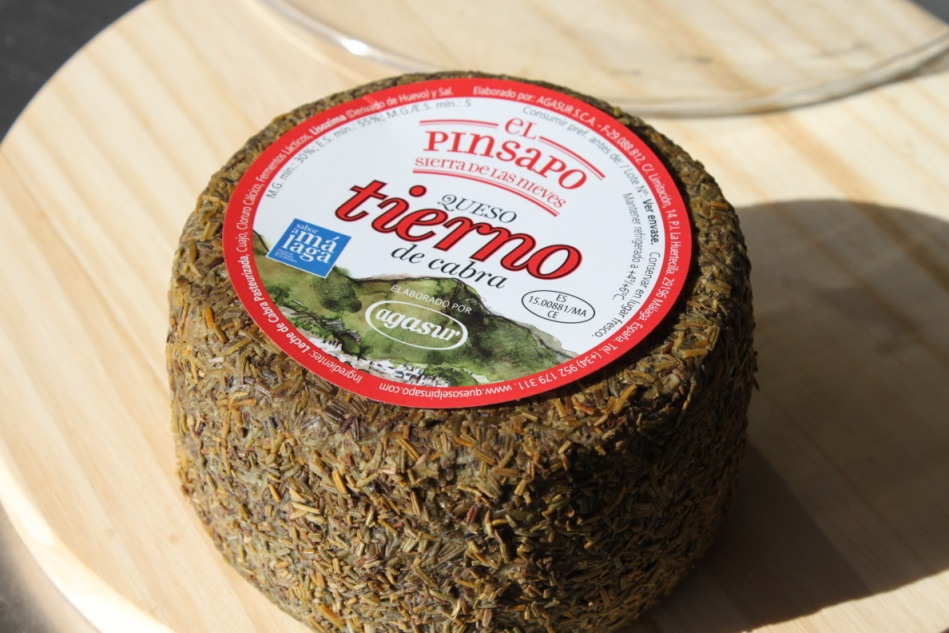 EL
PINSAPO
SIERRA DE LAS NIEVES
QUESO
tierno
de cabra
sabor
a má
laga
ELABORADO POR
agasur
ES
15.00881/MA
CE
Ingredientes: Leche de Cabra Pasteurizada, Cuajo, Cloruro Cálcico, Fermentos Lácticos, Lisozima (Derivado de Huevo) y Sal.
M.G. min.: 30%; E.S. min.: 55%; M.G./E.S. min.: 5
Elaborado por: AGASUR S.C.A. - F-29.088.812. C/. Limitación, 14. P.I. La Huertecilla 29196 Málaga España Tel. (+34) 952 179 311.
www.quesoselpinsapo.com
Consumir pref. antes de: / Lote Nº: Ver envase. Conservar en lugar fresco.
Mantener refrigerado a +4º/+6ºC.